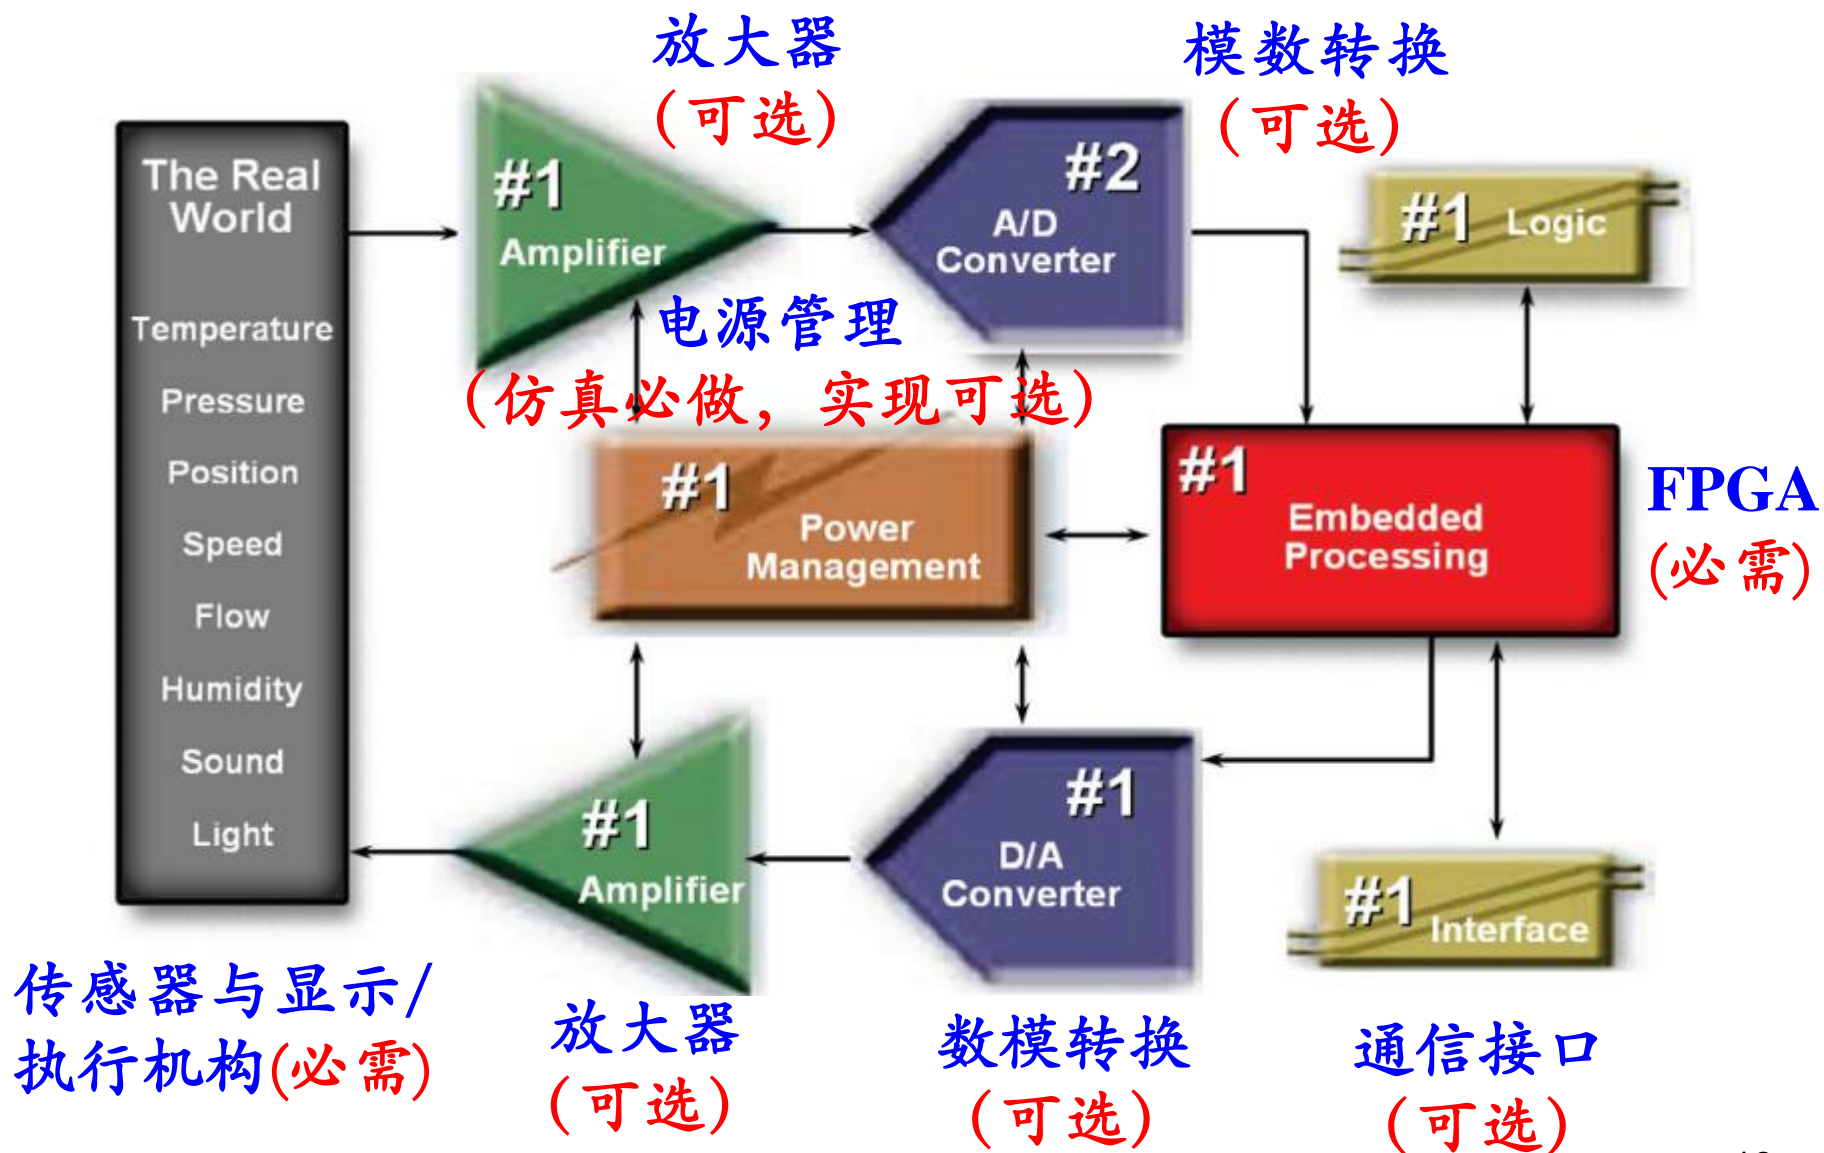 放大器
(可选)
模数转换
(可选)
The Real
World
Temperature
Pressure
Position
Speed
Flow
Humidity
Sound
Light
#1
Amplifier
#2
A/D
Converter
#1 Logic
电源管理
(仿真必做，实现可选)
#1
Power
Management
#1
Embedded
Processing
FPGA
(必需)
#1
Amplifier
#1
D/A
Converter
#1 Interface
传感器与显示/
执行机构(必需)
放大器
(可选)
数模转换
(可选)
通信接口
(可选)